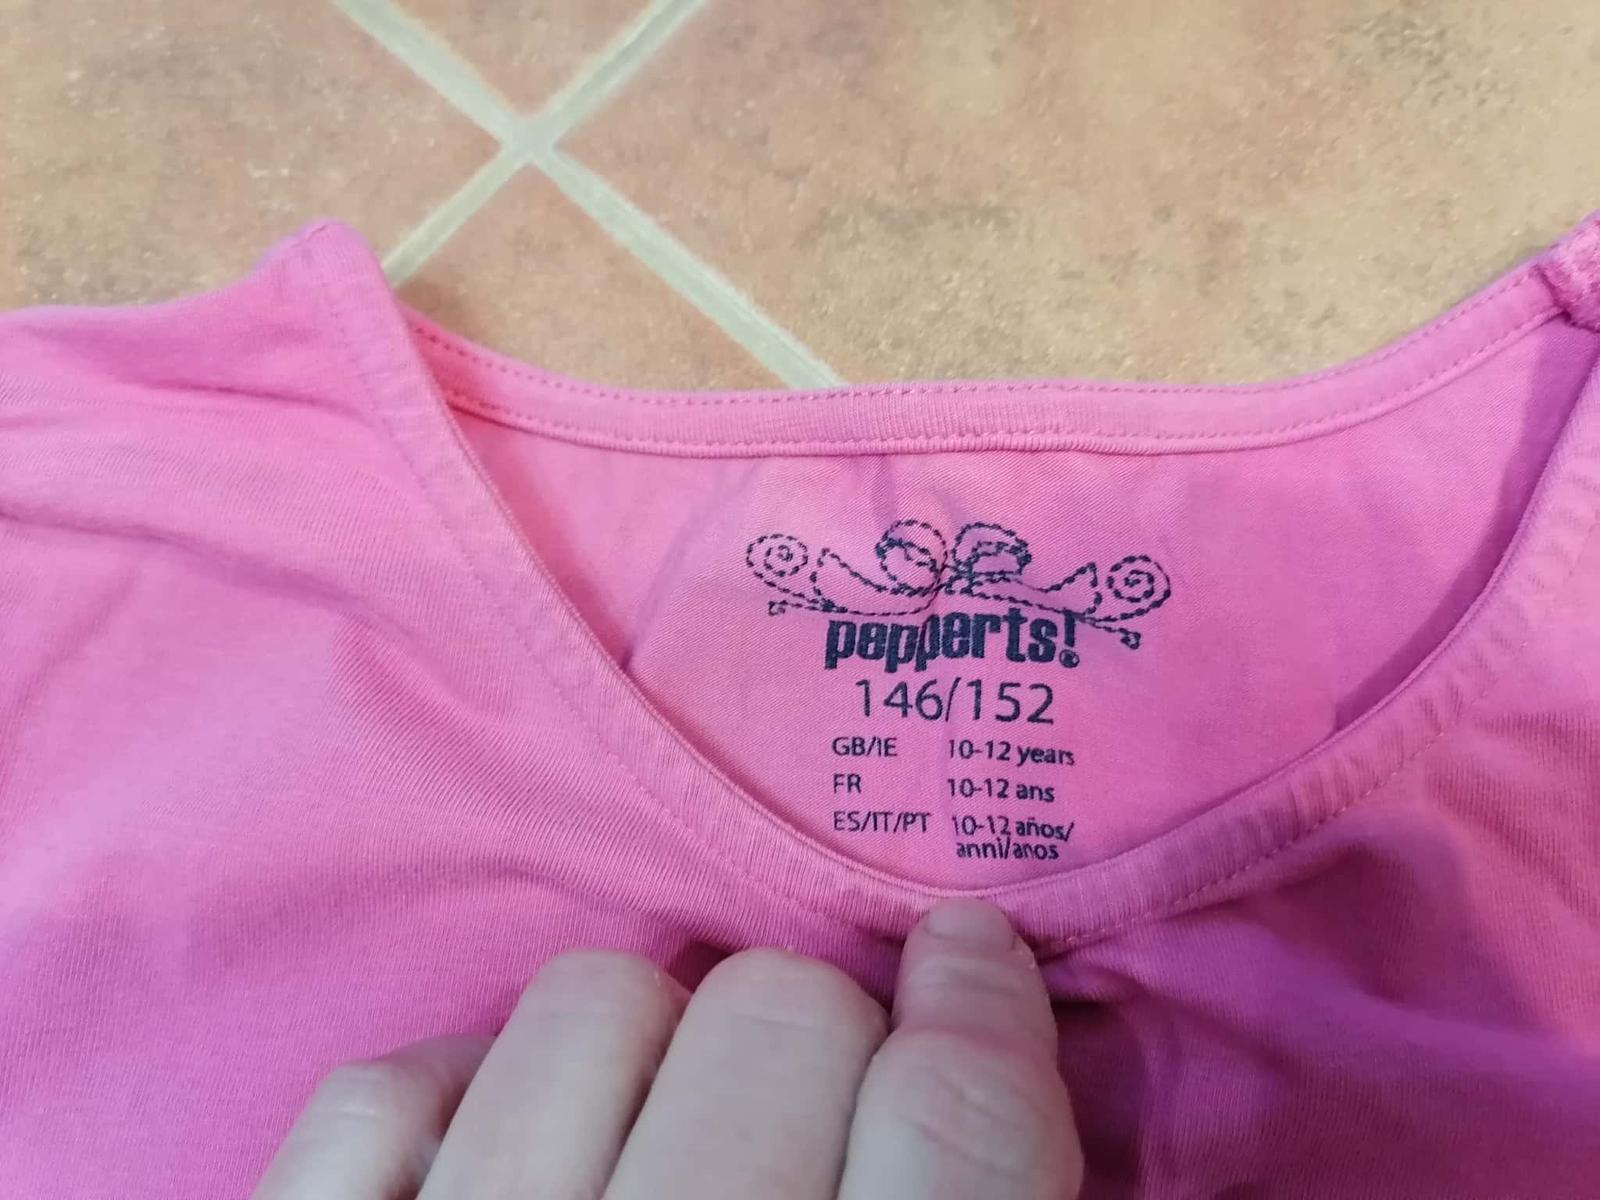 pepperts!®
146/152
GB/IE 10-12 years
FR 10-12 ans
ES/IT/PT 10-12 años/
anni/anos